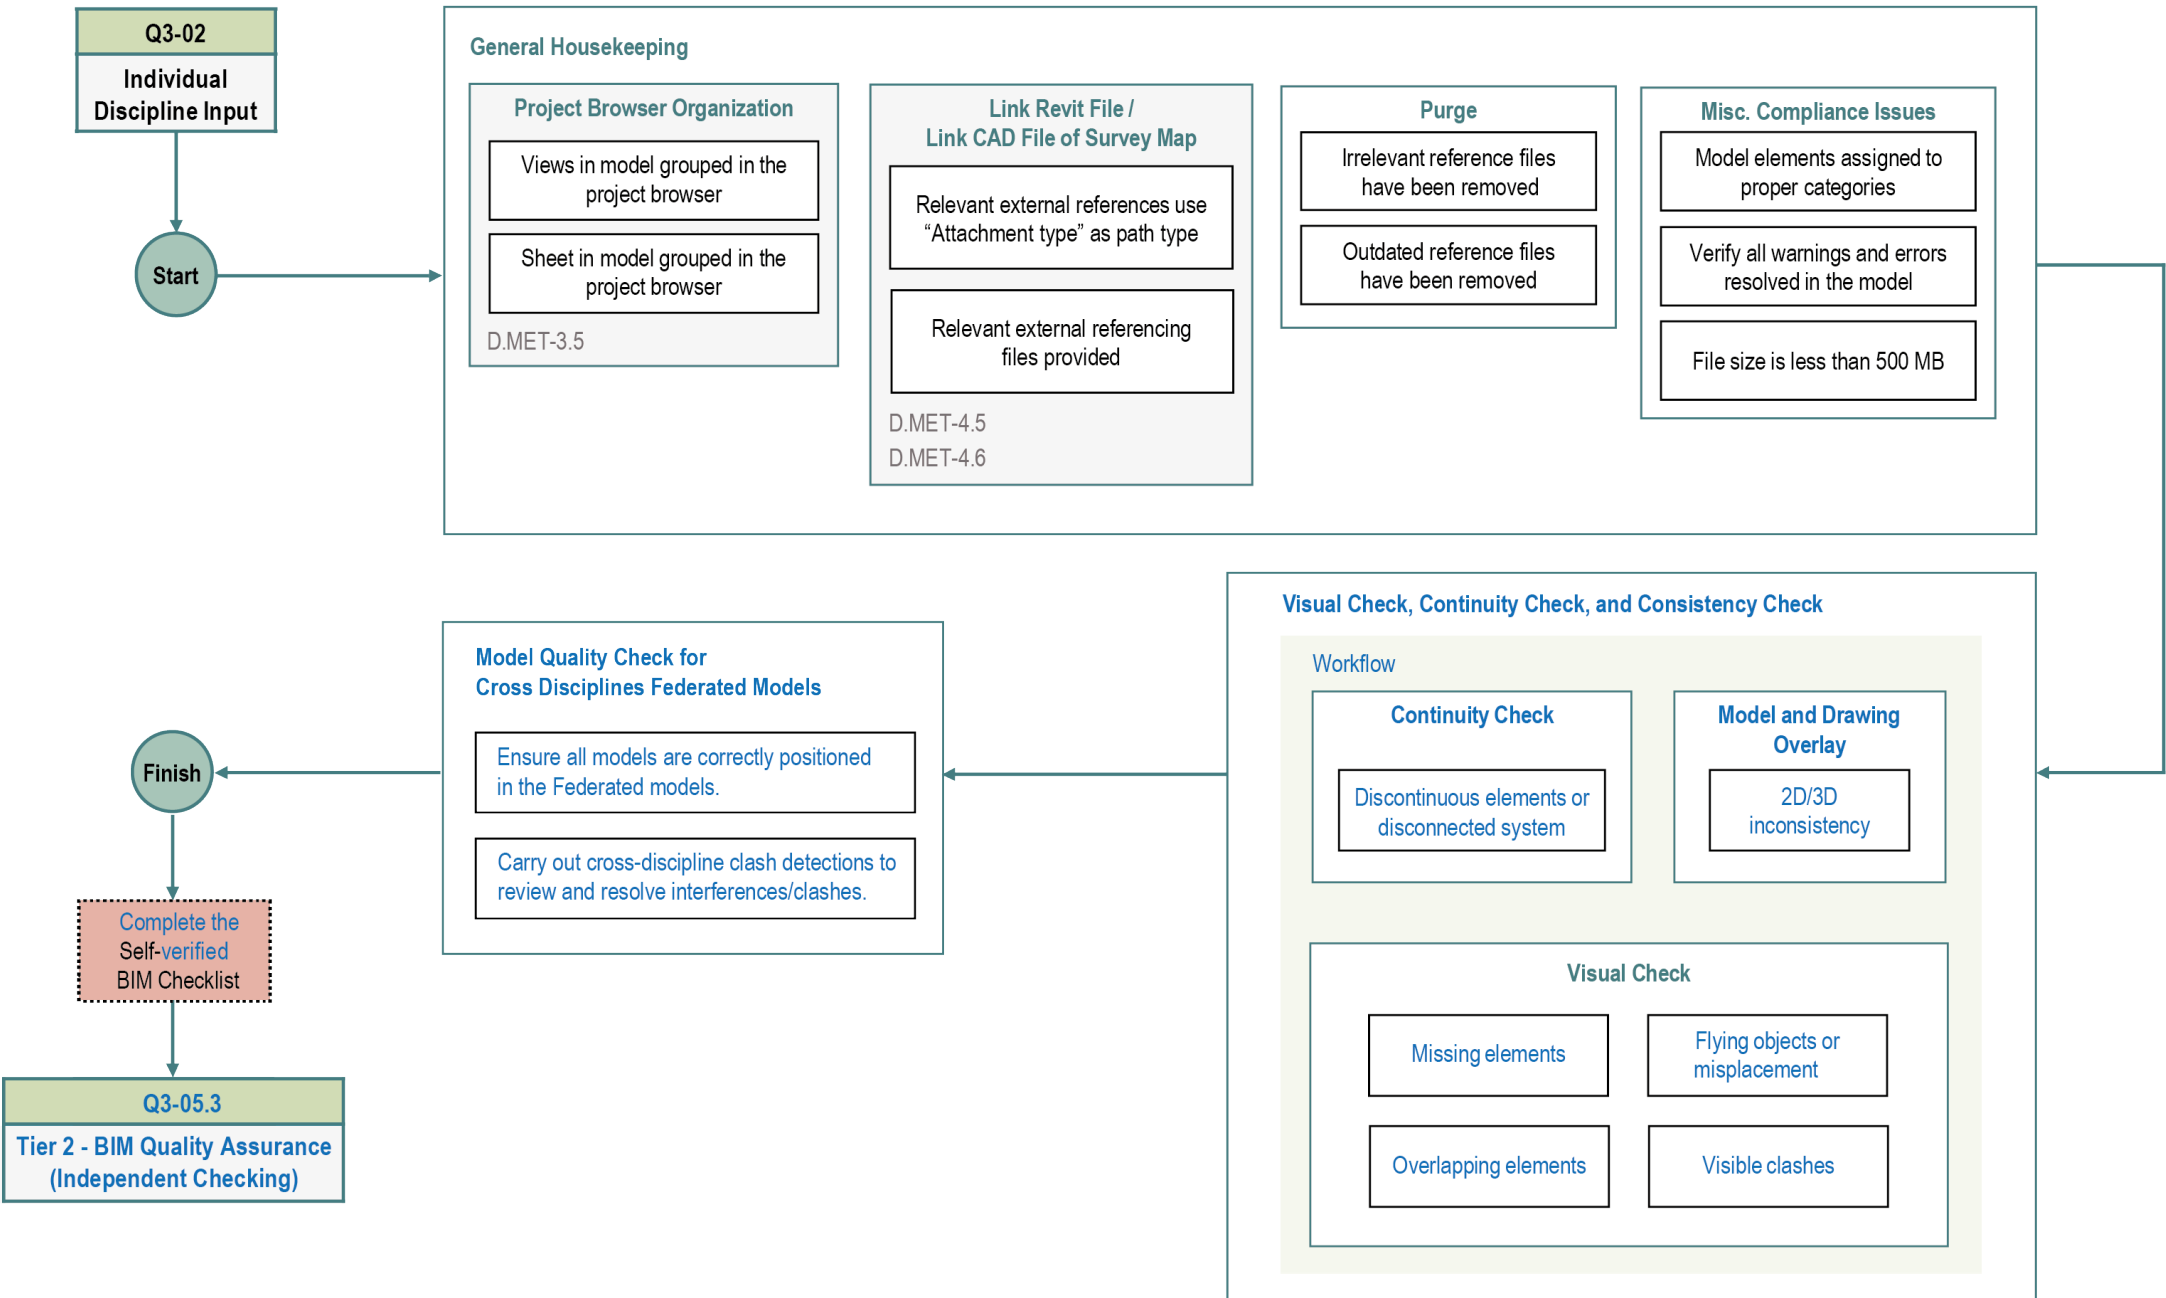 Q3-02
Individual
Discipline Input
Start
General Housekeeping
Project Browser Organization
Views in model grouped in the
project browser
Sheet in model grouped in the
project browser
D.MET-3.5
Link Revit File /
Link CAD File of Survey Map
Relevant external references use
“Attachment type” as path type
Relevant external referencing
files provided
D.MET-4.5
D.MET-4.6
Purge
Irrelevant reference files
have been removed
Outdated reference files
have been removed
Misc. Compliance Issues
Model elements assigned to
proper categories
Verify all warnings and errors
resolved in the model
File size is less than 500 MB
Visual Check, Continuity Check, and Consistency Check
Workflow
Continuity Check
Discontinuous elements or
disconnected system
Model and Drawing
Overlay
2D/3D
inconsistency
Visual Check
Missing elements
Flying objects or
misplacement
Overlapping elements
Visible clashes
Model Quality Check for
Cross Disciplines Federated Models
Ensure all models are correctly positioned
in the Federated models.
Carry out cross-discipline clash detections to
review and resolve interferences/clashes.
Finish
Complete the
Self-verified
BIM Checklist
Q3-05.3
Tier 2 - BIM Quality Assurance
(Independent Checking)